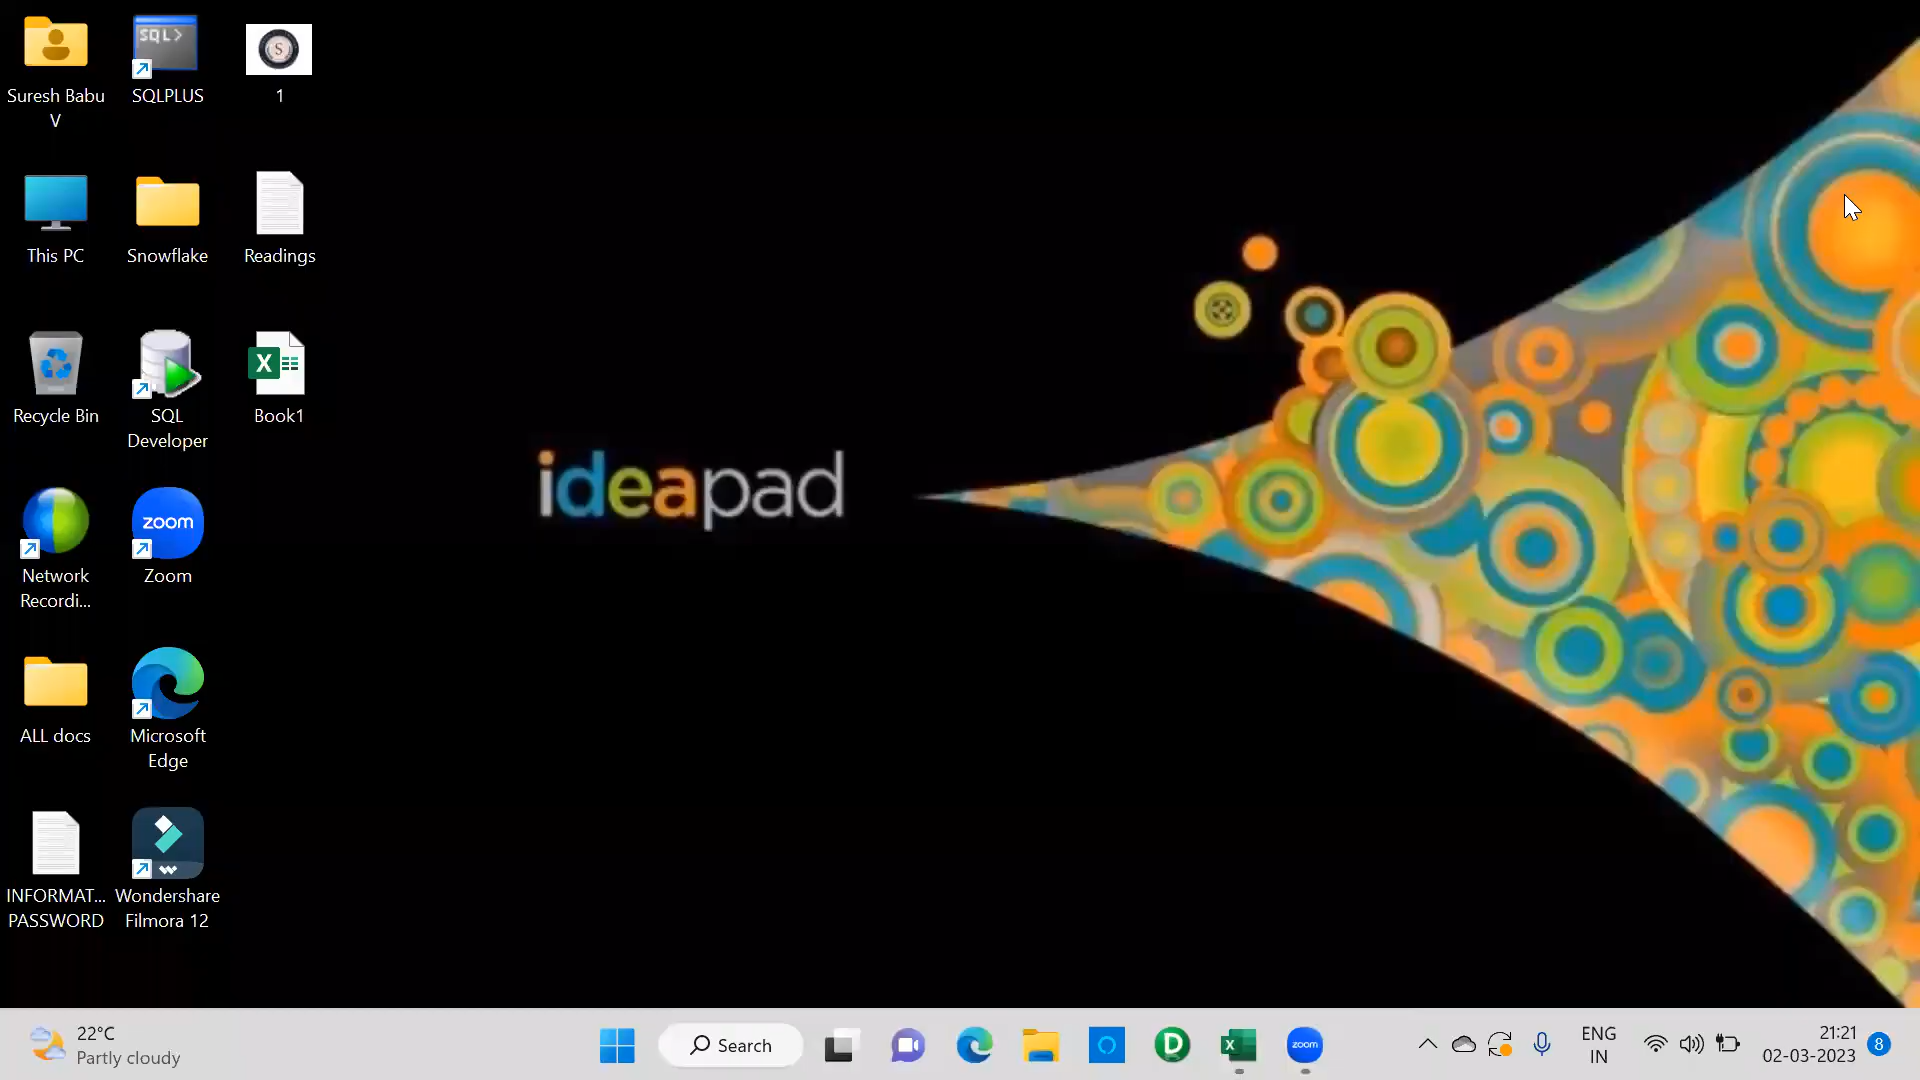 Suresh Babu
V
SQL>
SQLPLUS
S
1
This PC
Snowflake
Readings
Recycle Bin
SQL
Developer
X
Book1
Network
Recordi...
zoom
Zoom
ALL docs
Microsoft
Edge
INFORMAT...
PASSWORD
Wondershare
Filmora 12
ideapad
22°C
Partly cloudy
Search
D
X
zoom
ENG
IN
21:21
02-03-2023
8